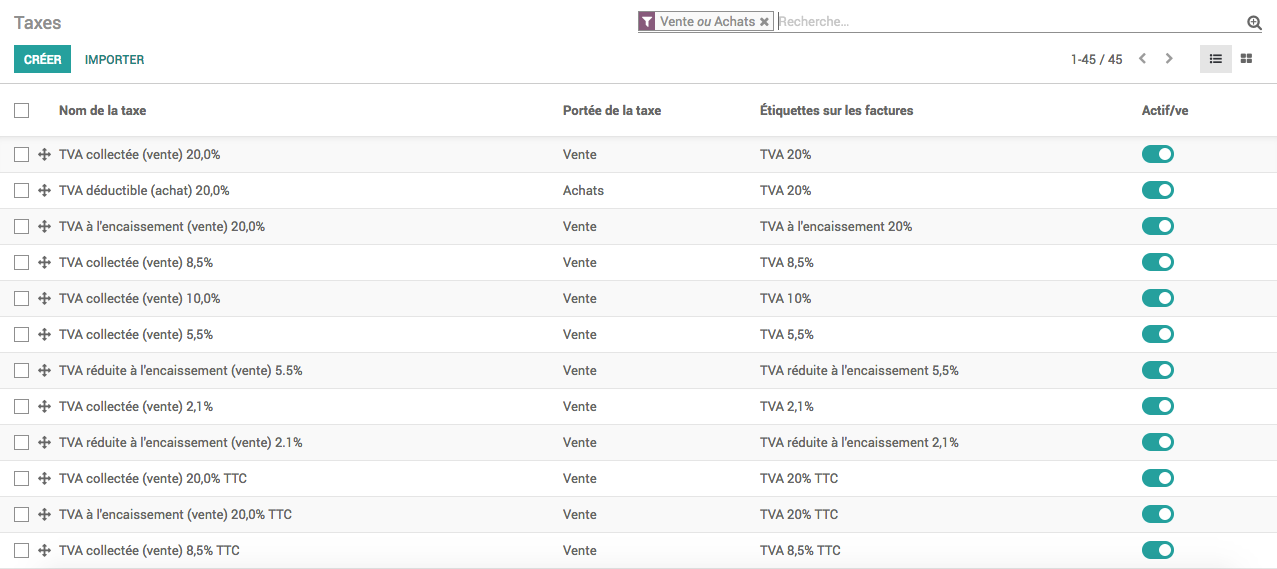 Taxes
Vente ou Achats Recherche...
CRÉER IMPORTER 1-45 / 45
Nom de la taxe Portée de la taxe Étiquettes sur les factures Actif/ve
TVA collectée (vente) 20,0% Vente TVA 20%
TVA déductible (achat) 20,0% Achats TVA 20%
TVA à l'encaissement (vente) 20,0% Vente TVA à l'encaissement 20%
TVA collectée (vente) 8,5% Vente TVA 8,5%
TVA collectée (vente) 10,0% Vente TVA 10%
TVA collectée (vente) 5,5% Vente TVA 5,5%
TVA réduite à l'encaissement (vente) 5.5% Vente TVA réduite à l'encaissement 5,5%
TVA collectée (vente) 2,1% Vente TVA 2,1%
TVA réduite à l'encaissement (vente) 2.1% Vente TVA réduite à l'encaissement 2,1%
TVA collectée (vente) 20,0% TTC Vente TVA 20% TTC
TVA à l'encaissement (vente) 20,0% TTC Vente TVA 20% TTC
TVA collectée (vente) 8,5% TTC Vente TVA 8,5% TTC